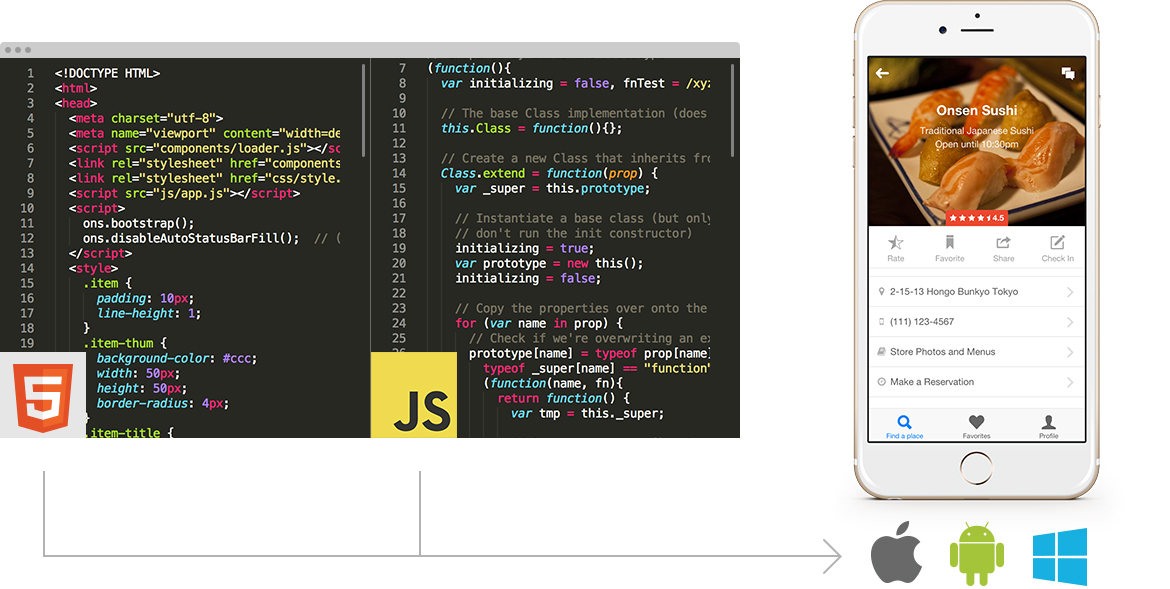 1 <!DOCTYPE HTML>
2 <html>
3 <head>
4 <meta charset="utf-8">
5 <meta name="viewport" content="width=de
6 <script src="components/loader.js"></sc
7 <link rel="stylesheet" href="components
8 <link rel="stylesheet" href="css/style.
9 <script src="js/app.js"></script>
10 <script>
11 ons.bootstrap();
12 ons.disableAutoStatusBarFill(); // (
13 </script>
14 <style>
15 .item {
16 padding: 10px;
17 line-height: 1;
18 }
19 .item-thum {
background-color: #ccc;
width: 50px;
height: 50px;
border-radius: 4px;
}
.item-title {
5
7 (function(){
8 var initializing = false, fnTest = /xyz
9
10 // The base Class implementation (does
11 this.Class = function(){};
12
13 // Create a new Class that inherits fro
14 Class.extend = function(prop) {
15 var _super = this.prototype;
16
17 // Instantiate a base class (but only
18 // don't run the init constructor)
19 initializing = true;
20 var prototype = new this();
21 initializing = false;
22
23 // Copy the properties over onto the
24 for (var name in prop) {
25 // Check if we're overwriting an ex
26 prototype[name] = typeof prop[name]
typeof _super[name] == "function"
(function(name, fn){
return function() {
var tmp = this._super;
JS
Onsen Sushi
Traditional Japanese Sushi
Open until 10:30pm
4.5
Rate Favorite Share Check In
2-15-13 Hongo Bunkyo Tokyo
(111) 123-4567
Store Photos and Menus
Make a Reservation
Find a place Favorites Profile